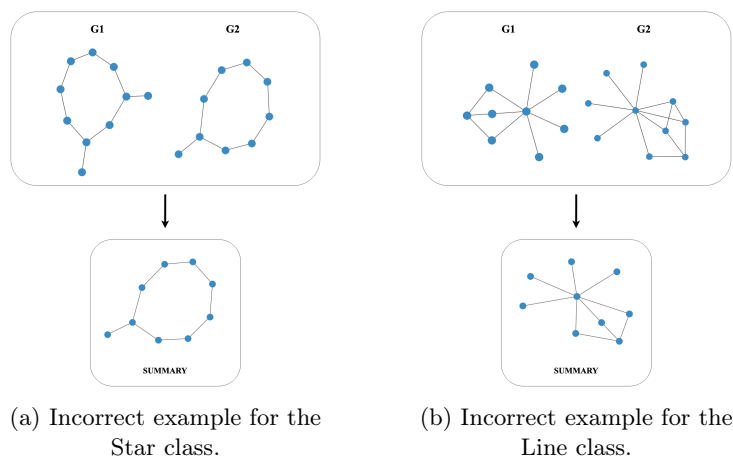 G1 G2
SUMMARY
(a) Incorrect example for the
Star class.
G1 G2
SUMMARY
(b) Incorrect example for the
Line class.